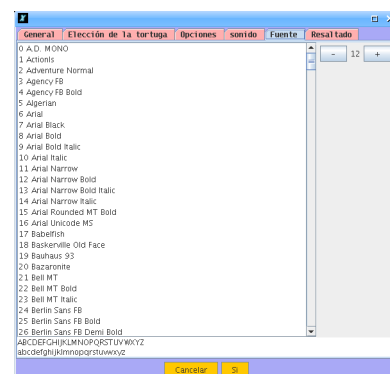 General Elección de la tortuga Opciones sonido Fuente Resaltado
0 A.D. MONO
1 ActionIs
2 Adventure Normal
3 Agency FB
4 Agency FB Bold
5 Algerian
6 Arial
7 Arial Black
8 Arial Bold
9 Arial Bold Italic
10 Arial Italic
11 Arial Narrow
12 Arial Narrow Bold
13 Arial Narrow Bold Italic
14 Arial Narrow Italic
15 Arial Rounded MT Bold
16 Arial Unicode MS
17 Babelfish
18 Baskerville Old Face
19 Bauhaus 93
20 Bazaronite
21 Bell MT
22 Bell MT Bold
23 Bell MT Italic
24 Berlin Sans FB
25 Berlin Sans FB Bold
26 Berlin Sans FB Demi Bold
- 12 +
ABCDEFGHIJKLMNOPQRSTUVWXYZ
abcdefghijklmnopqrstuvwxyz
Cancelar Si